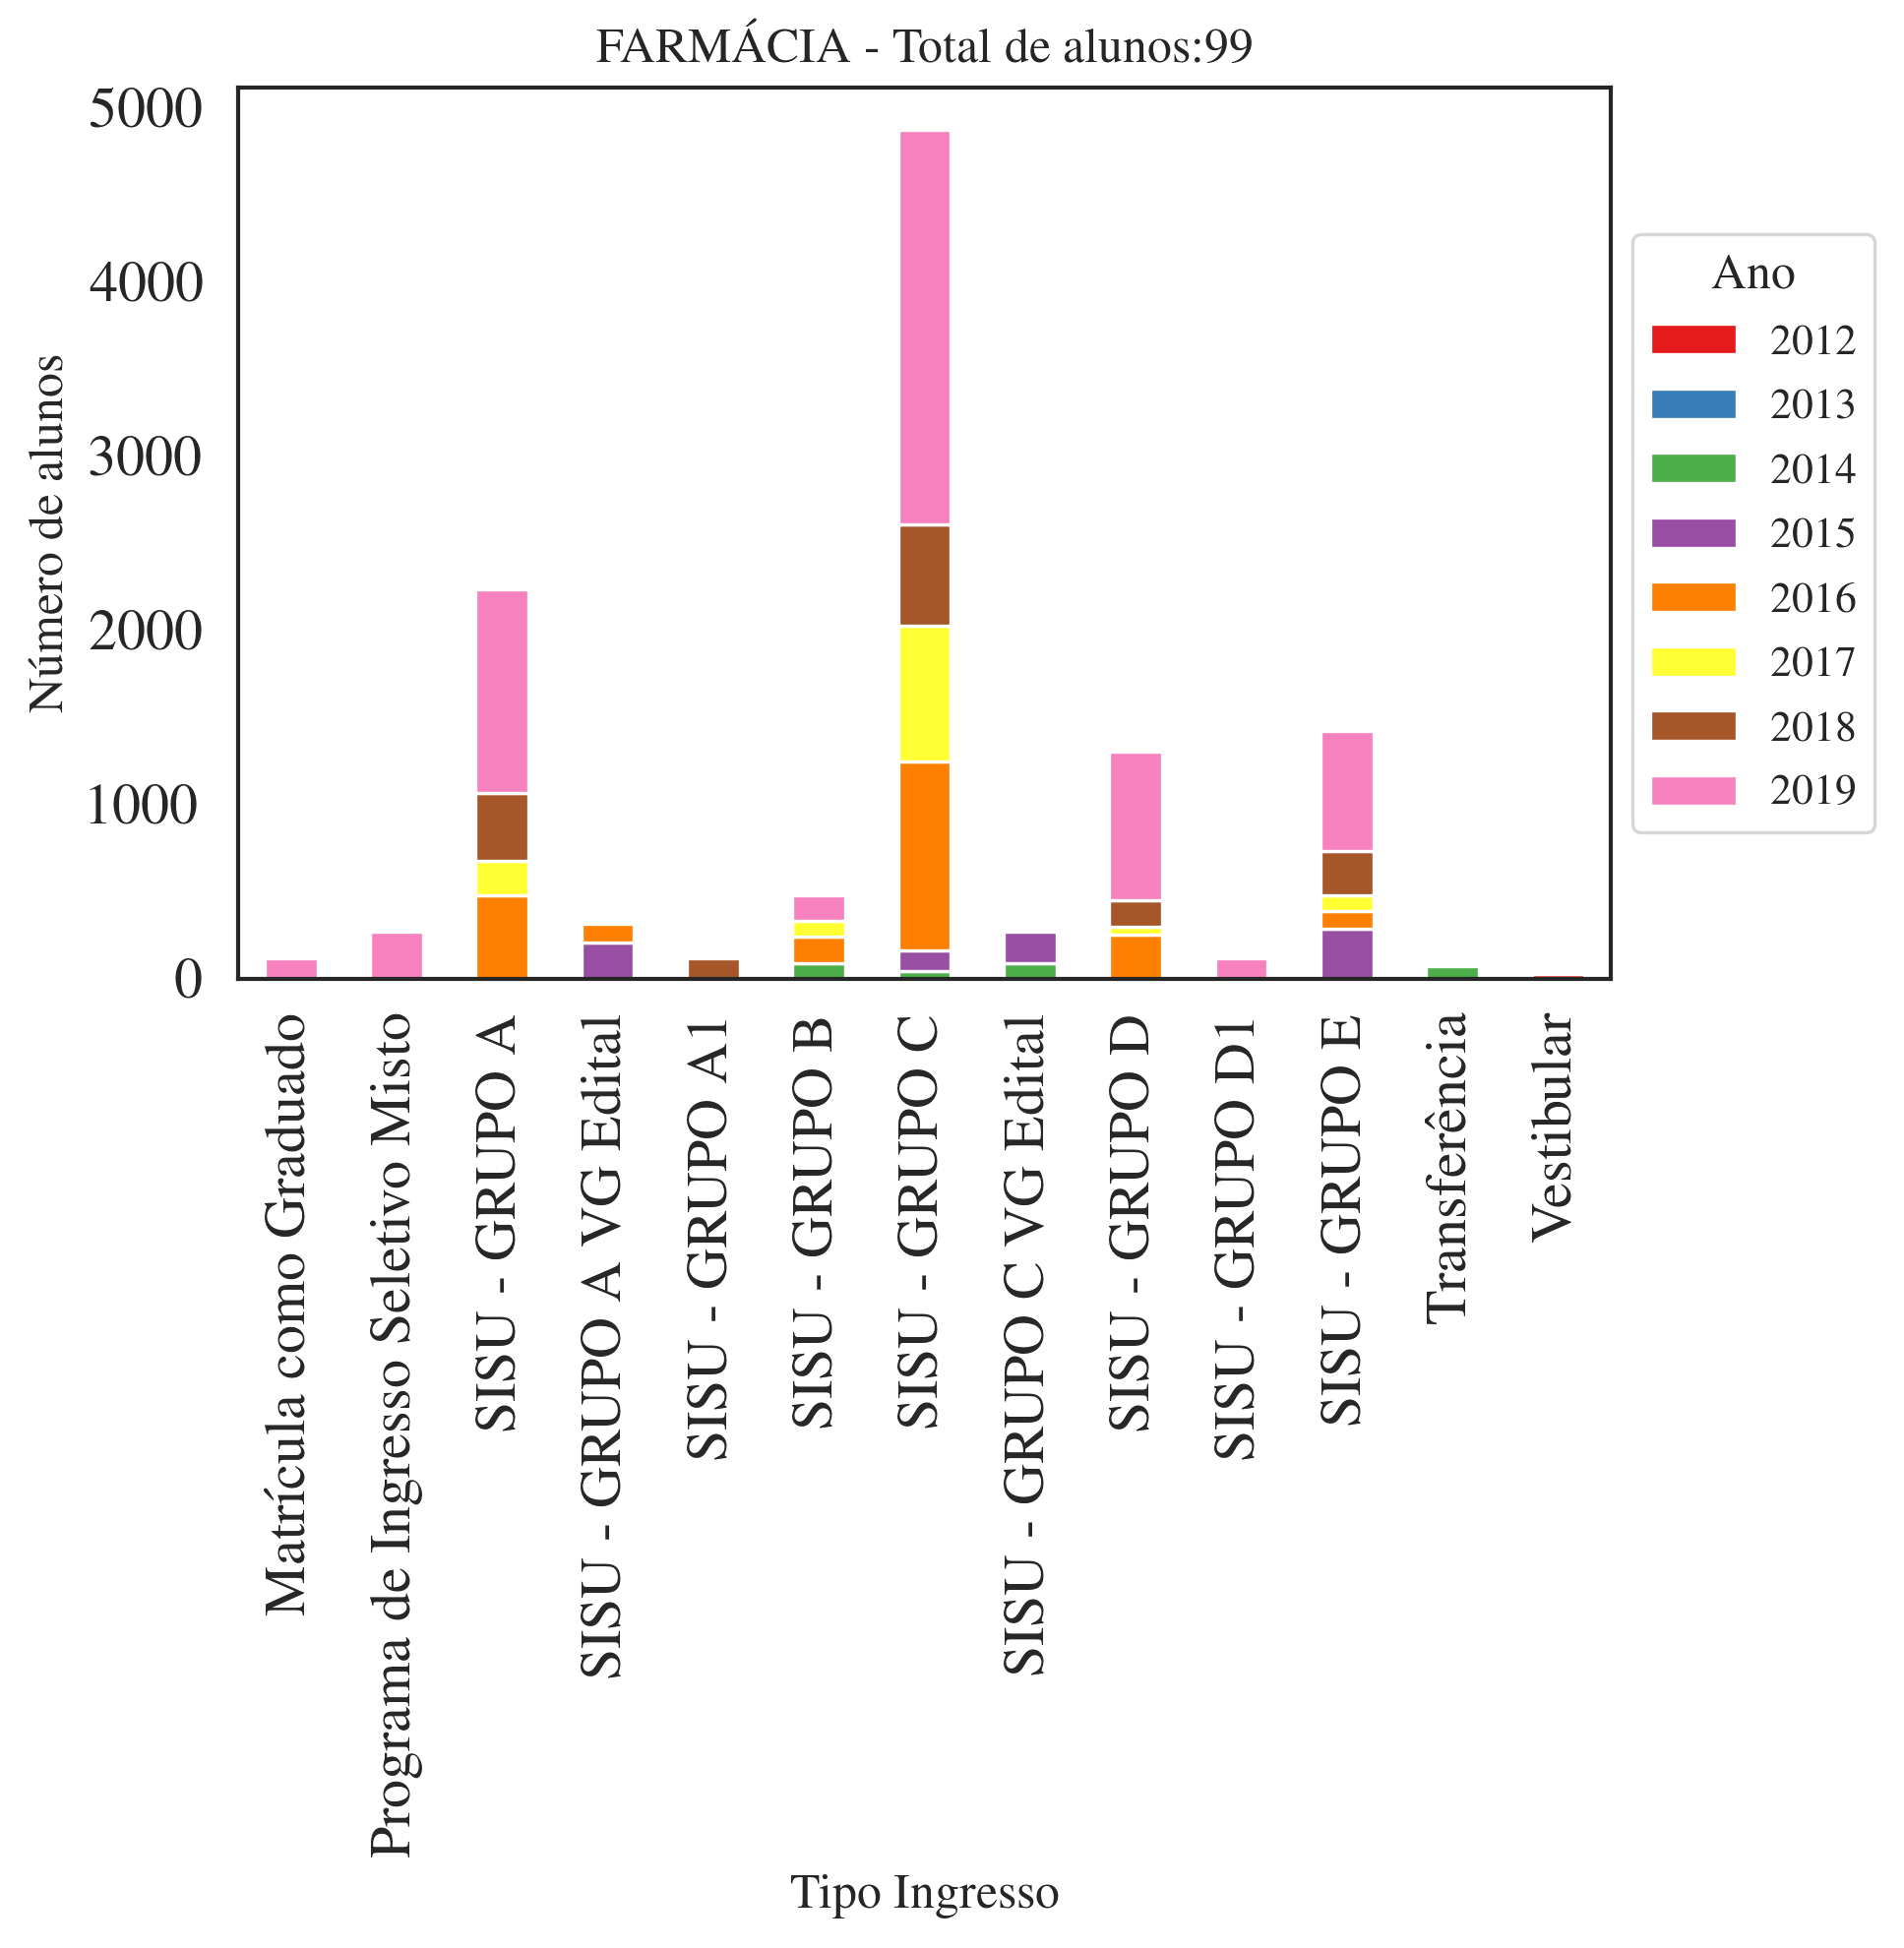 FARMÁCIA - Total de alunos:99
Número de alunos
5000
4000
3000
2000
1000
0
Ano
2012
2013
2014
2015
2016
2017
2018
2019
Matrícula como Graduado
Programa de Ingresso Seletivo Misto
SISU - GRUPO A
SISU - GRUPO A VG Edital
SISU - GRUPO A1
SISU - GRUPO B
SISU - GRUPO C
SISU - GRUPO C VG Edital
SISU - GRUPO D
SISU - GRUPO D1
SISU - GRUPO E
Transferência
Vestibular
Tipo Ingresso